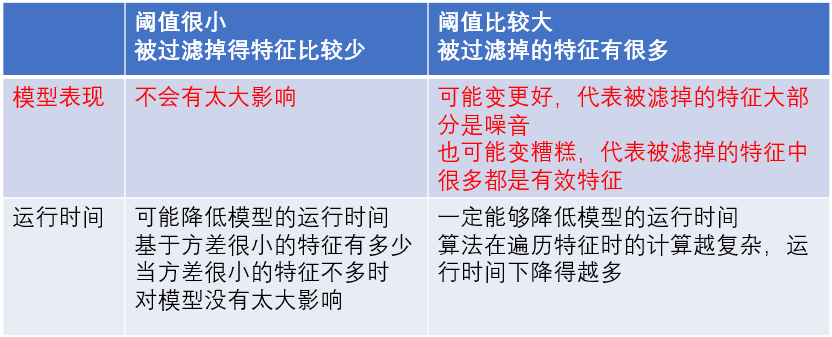 阈值很小
被过滤掉得特征比较少
阈值比较大
被过滤掉的特征有很多
模型表现
不会有太大影响
可能变更好，代表被滤掉的特征大部
分是噪音
也可能变糟糕，代表被滤掉的特征中
很多都是有效特征
运行时间
可能降低模型的运行时间
基于方差很小的特征有多少
当方差很小的特征不多时
对模型没有太大影响
一定能够降低模型的运行时间
算法在遍历特征时的计算越复杂，运
行时间下降得越多